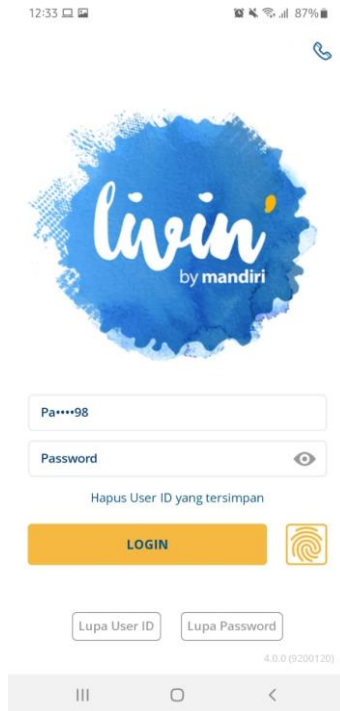 12:33 87%
livin'
by mandiri
Pa••••98
Password
Hapus User ID yang tersimpan
LOGIN
Lupa User ID Lupa Password
4.0.0 (9200120)